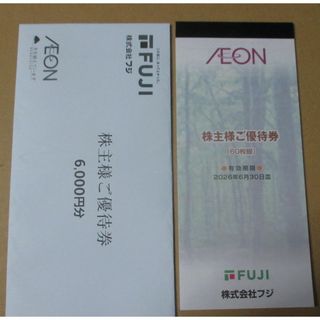 ÆON
FUJI
株式会社フジ
株主様ご優待券
6,000円分
ÆON
株主様ご優待券
(60枚綴)
●有効期限●
2026年6月30日迄
FUJI
株式会社フジ